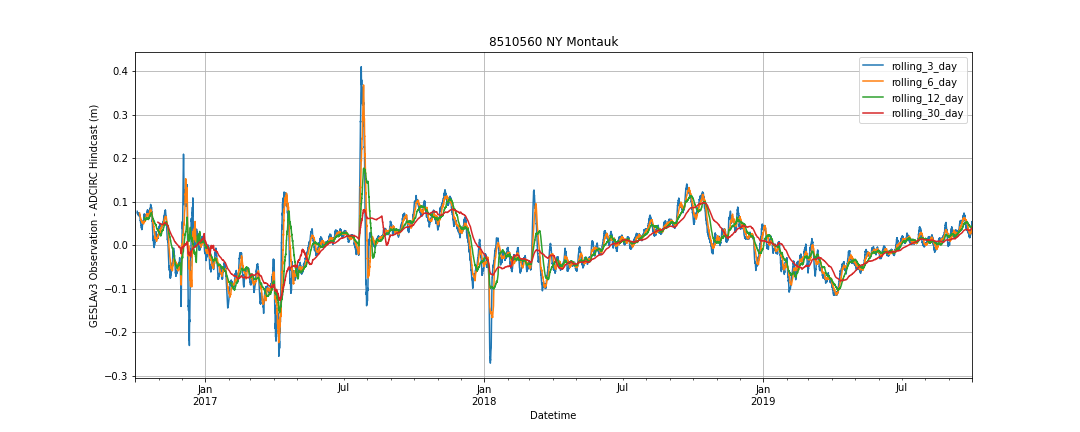 8510560 NY Montauk
GESLAv3 Observation - ADCIRC Hindcast (m)
0.4
0.3
0.2
0.1
0.0
−0.1
−0.2
−0.3
rolling_3_day
rolling_6_day
rolling_12_day
rolling_30_day
Jan
2017
Jul
Jan
2018
Jul
Jan
2019
Jul
Datetime